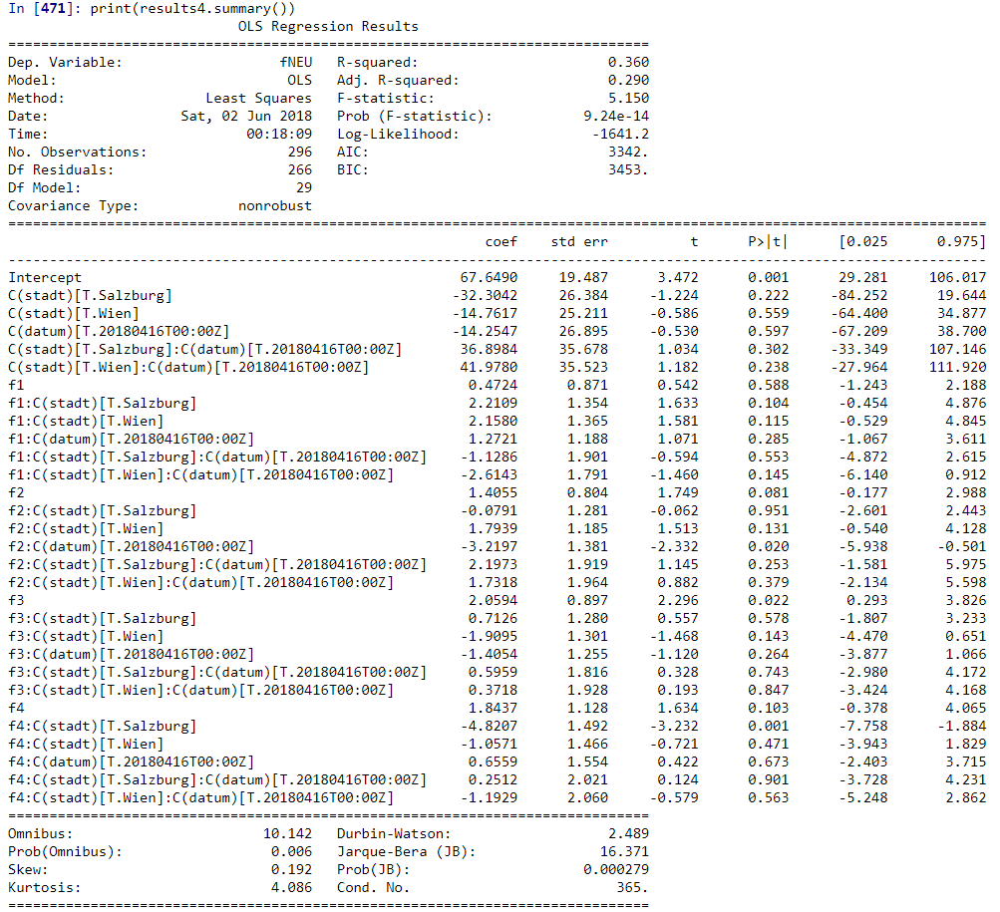 In [471]: print(results4.summary())
                            OLS Regression Results
==============================================================================
Dep. Variable:                   fNEU   R-squared:                       0.360
Model:                            OLS   Adj. R-squared:                  0.290
Method:                 Least Squares   F-statistic:                     5.150
Date:                Sat, 02 Jun 2018   Prob (F-statistic):           9.24e-14
Time:                        00:18:09   Log-Likelihood:                -1641.2
No. Observations:                 296   AIC:                             3342.
Df Residuals:                     266   BIC:                             3453.
Df Model:                          29
Covariance Type:            nonrobust
======================================================================================================================
                                                         coef    std err          t      P>|t|      [0.025      0.975]
----------------------------------------------------------------------------------------------------------------------
Intercept                                             67.6490     19.487      3.472      0.001      29.281     106.017
C(stadt)[T.Salzburg]                                 -32.3042     26.384     -1.224      0.222     -84.252      19.644
C(stadt)[T.Wien]                                     -14.7617     25.211     -0.586      0.559     -64.400      34.877
C(datum)[T.20180416T00:00Z]                          -14.2547     26.895     -0.530      0.597     -67.209      38.700
C(stadt)[T.Salzburg]:C(datum)[T.20180416T00:00Z]      36.8984     35.678      1.034      0.302     -33.349     107.146
C(stadt)[T.Wien]:C(datum)[T.20180416T00:00Z]          41.9780     35.523      1.182      0.238     -27.964     111.920
f1                                                     0.4724      0.871      0.542      0.588      -1.243       2.188
f1:C(stadt)[T.Salzburg]                                2.2109      1.354      1.633      0.104      -0.454       4.876
f1:C(stadt)[T.Wien]                                    2.1580      1.365      1.581      0.115      -0.529       4.845
f1:C(datum)[T.20180416T00:00Z]                         1.2721      1.188      1.071      0.285      -1.067       3.611
f1:C(stadt)[T.Salzburg]:C(datum)[T.20180416T00:00Z]   -1.1286      1.901     -0.594      0.553      -4.872       2.615
f1:C(stadt)[T.Wien]:C(datum)[T.20180416T00:00Z]       -2.6143      1.791     -1.460      0.145      -6.140       0.912
f2                                                     1.4055      0.804      1.749      0.081      -0.177       2.988
f2:C(stadt)[T.Salzburg]                               -0.0791      1.281     -0.062      0.951      -2.601       2.443
f2:C(stadt)[T.Wien]                                    1.7939      1.185      1.513      0.131      -0.540       4.128
f2:C(datum)[T.20180416T00:00Z]                        -3.2197      1.381     -2.332      0.020      -5.938      -0.501
f2:C(stadt)[T.Salzburg]:C(datum)[T.20180416T00:00Z]    2.1973      1.919      1.145      0.253      -1.581       5.975
f2:C(stadt)[T.Wien]:C(datum)[T.20180416T00:00Z]        1.7318      1.964      0.882      0.379      -2.134       5.598
f3                                                     2.0594      0.897      2.296      0.022       0.293       3.826
f3:C(stadt)[T.Salzburg]                                0.7126      1.280      0.557      0.578      -1.807       3.233
f3:C(stadt)[T.Wien]                                   -1.9095      1.301     -1.468      0.143      -4.470       0.651
f3:C(datum)[T.20180416T00:00Z]                        -1.4054      1.255     -1.120      0.264      -3.877       1.066
f3:C(stadt)[T.Salzburg]:C(datum)[T.20180416T00:00Z]    0.5959      1.816      0.328      0.743      -2.980       4.172
f3:C(stadt)[T.Wien]:C(datum)[T.20180416T00:00Z]        0.3718      1.928      0.193      0.847      -3.424       4.168
f4                                                     1.8437      1.128      1.634      0.103      -0.378       4.065
f4:C(stadt)[T.Salzburg]                               -4.8207      1.492     -3.232      0.001      -7.758      -1.884
f4:C(stadt)[T.Wien]                                   -1.0571      1.466     -0.721      0.471      -3.943       1.829
f4:C(datum)[T.20180416T00:00Z]                         0.6559      1.554      0.422      0.673      -2.403       3.715
f4:C(stadt)[T.Salzburg]:C(datum)[T.20180416T00:00Z]    0.2512      2.021      0.124      0.901      -3.728       4.231
f4:C(stadt)[T.Wien]:C(datum)[T.20180416T00:00Z]       -1.1929      2.060     -0.579      0.563      -5.248       2.862
==============================================================================
Omnibus:                       10.142   Durbin-Watson:                   2.489
Prob(Omnibus):                  0.006   Jarque-Bera (JB):               16.371
Skew:                           0.192   Prob(JB):                     0.000279
Kurtosis:                       4.086   Cond. No.                         365.
==============================================================================